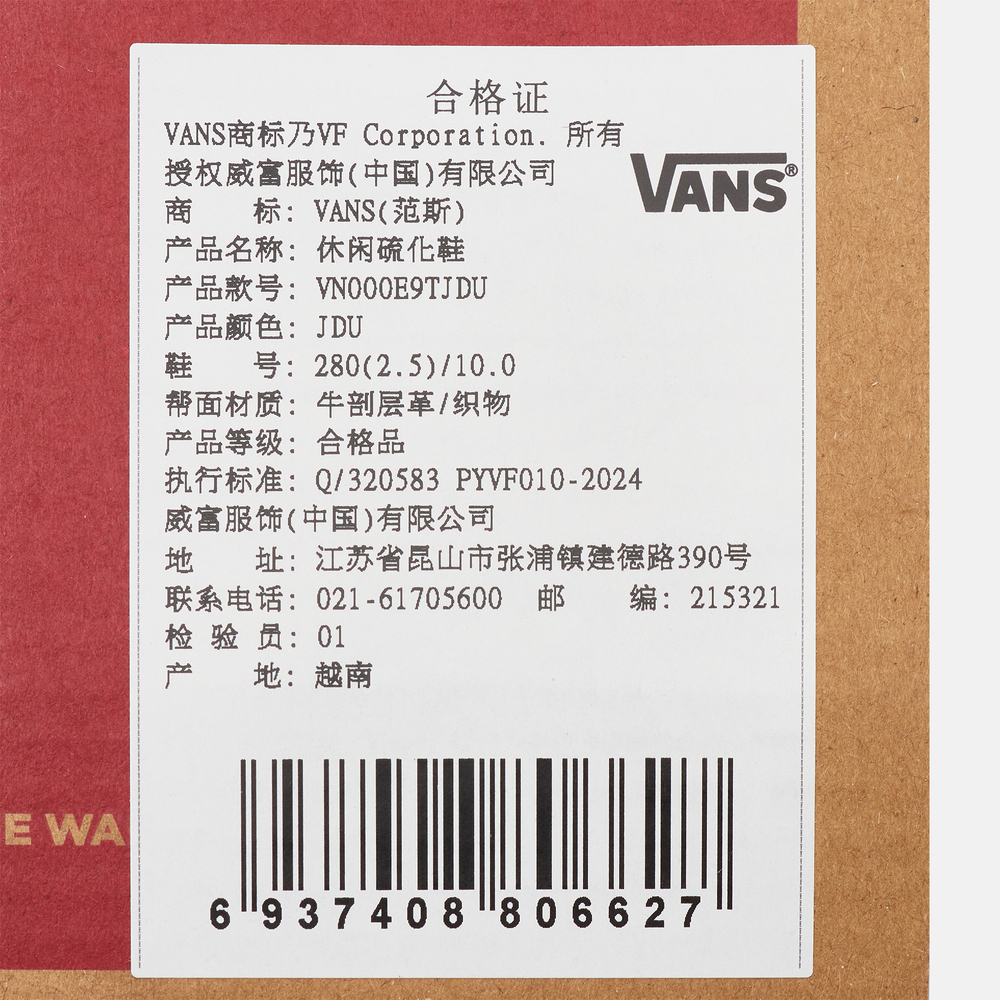 合格证
VANS商标乃VF Corporation. 所有
授权威富服饰(中国)有限公司
VANS®
商 标: VANS(范斯)
产品名称: 休闲硫化鞋
产品款号: VN000E9TJDU
产品颜色: JDU
鞋 号: 280(2.5)/10.0
帮面材质: 牛剖层革/织物
产品等级: 合格品
执行标准: Q/320583 PYVF010-2024
威富服饰(中国)有限公司
地 址: 江苏省昆山市张浦镇建德路390号
联系电话: 021-61705600 邮 编: 215321
检 验 员: 01
产 地: 越南
E WA
6 937408 806627